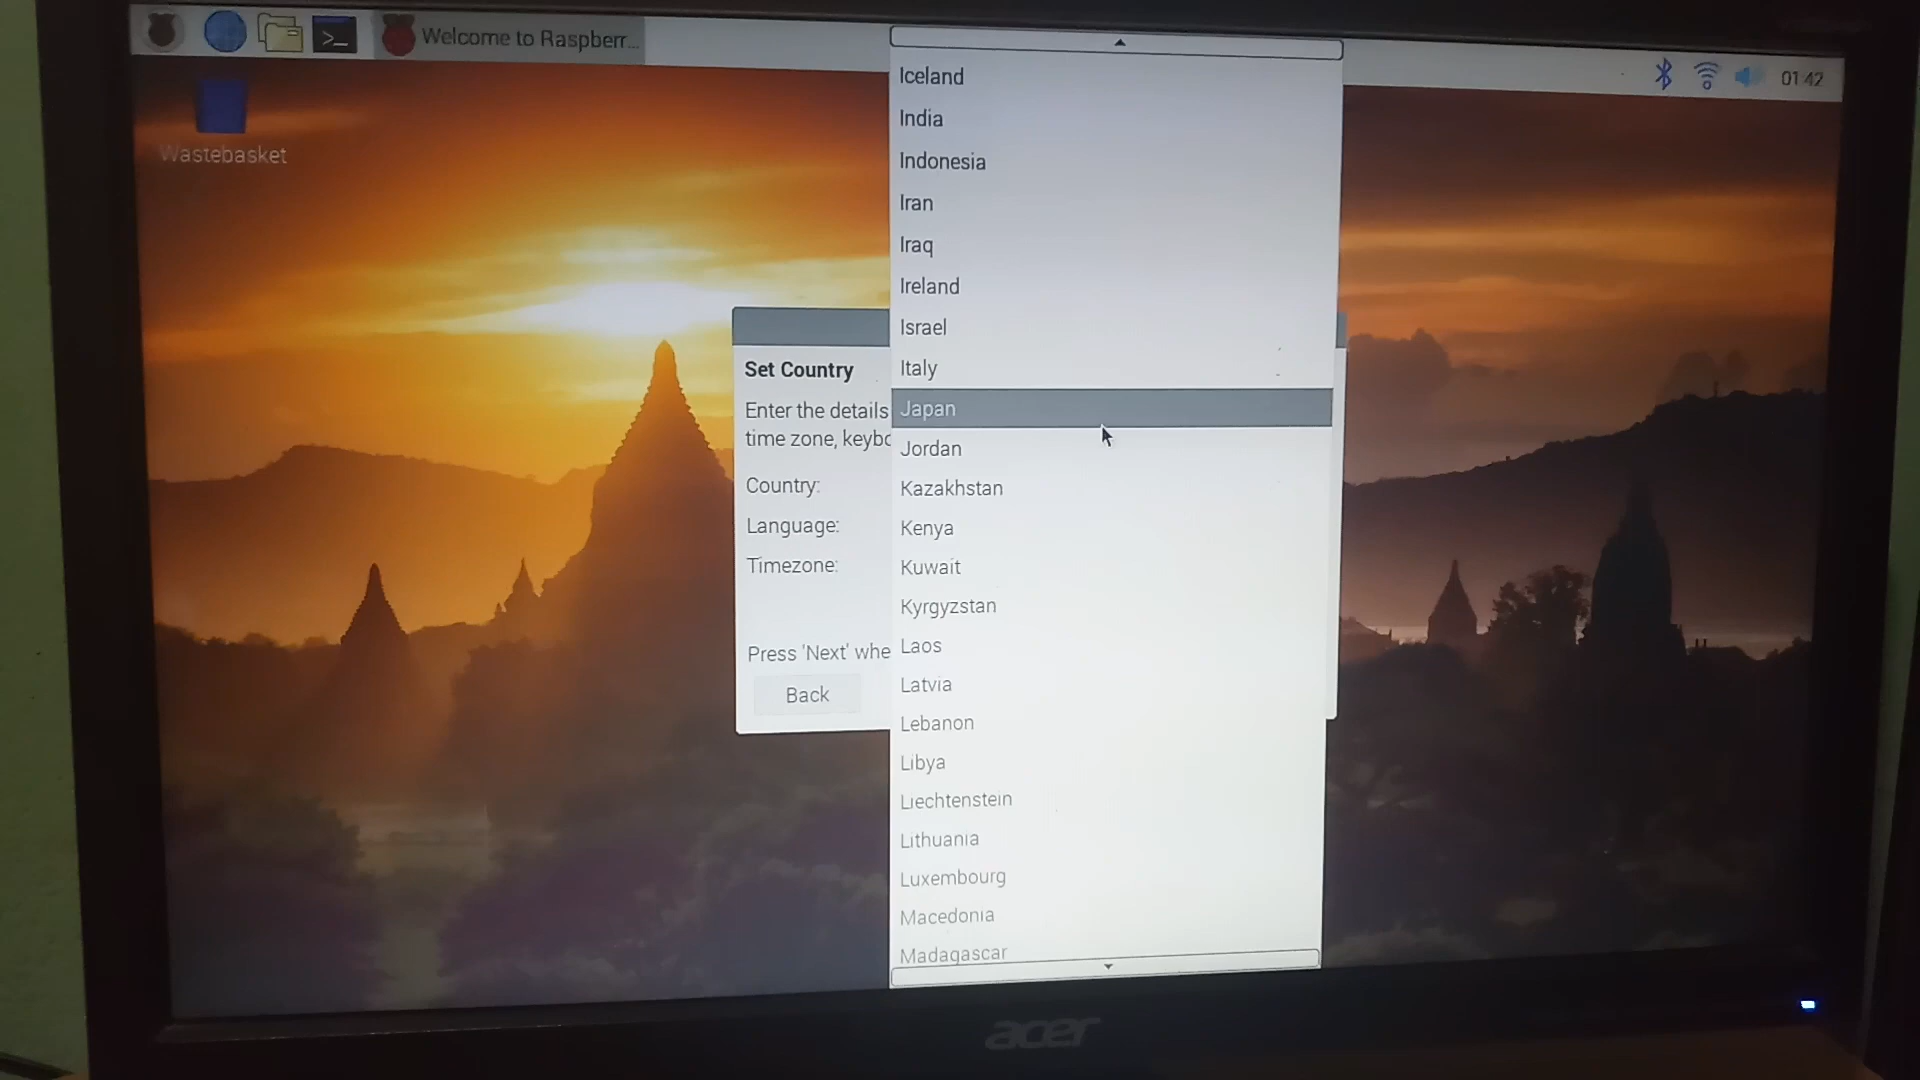 Welcome to Raspberr...
01:42
Wastebasket
Iceland
India
Indonesia
Iran
Iraq
Ireland
Israel
Italy
Japan
Jordan
Kazakhstan
Kenya
Kuwait
Kyrgyzstan
Laos
Latvia
Lebanon
Libya
Liechtenstein
Lithuania
Luxembourg
Macedonia
Madagascar
Set Country
Enter the details
time zone, keybo
Country:
Language:
Timezone:
Press 'Next' whe
Back
acer